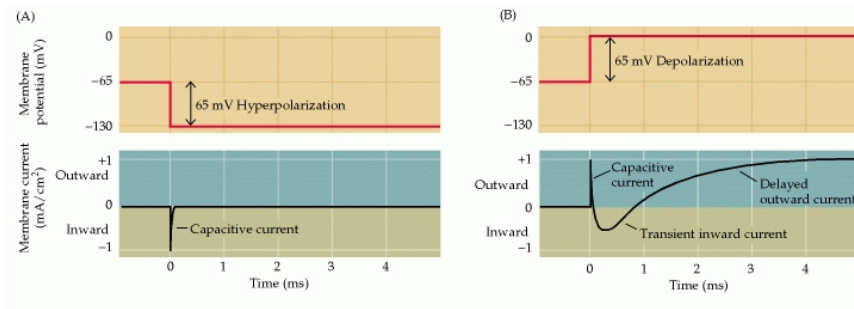 (A)
Membrane
potential (mV)
0
−65
−130
65 mV Hyperpolarization
Membrane current
(mA/cm²)
+1
Outward
0
Inward
−1
Capacitive current
0
1
2
3
4
Time (ms)
(B)
0
−65
−130
65 mV Depolarization
+1
Outward
0
Inward
−1
Capacitive
current
Delayed
outward current
Transient inward current
0
1
2
3
4
Time (ms)